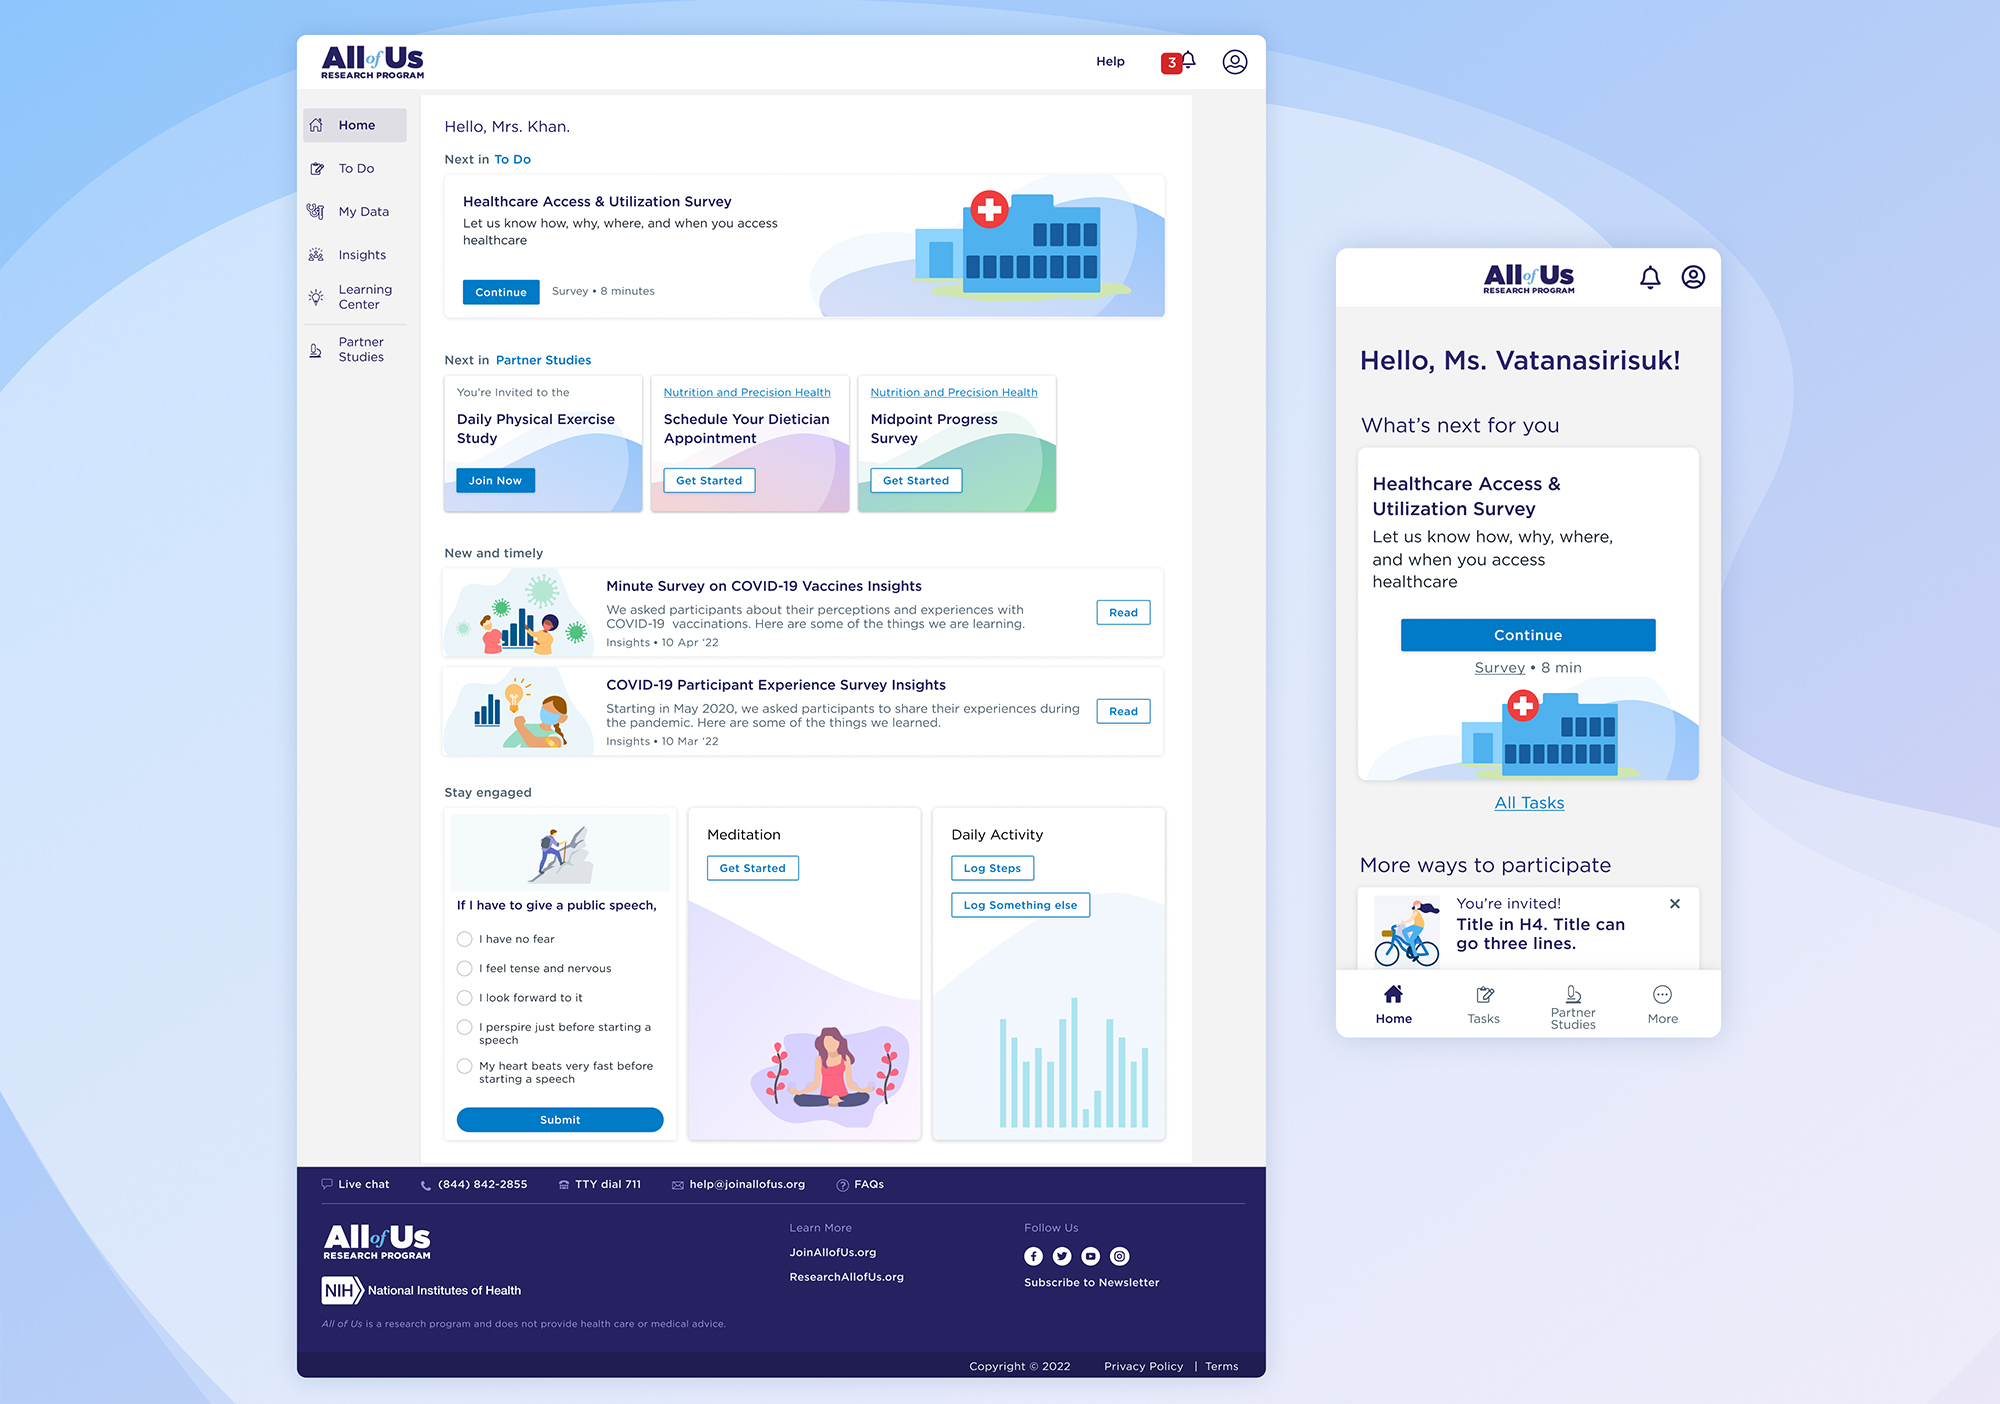 All of Us
RESEARCH PROGRAM
Help
3
Home
To Do
My Data
Insights
Learning
Center
Partner
Studies
Hello, Mrs. Khan.
Next in To Do
Healthcare Access & Utilization Survey
Let us know how, why, where, and when you access
healthcare
Continue
Survey • 8 minutes
Next in Partner Studies
You're Invited to the
Daily Physical Exercise
Study
Join Now
Nutrition and Precision Health
Schedule Your Dietician
Appointment
Get Started
Nutrition and Precision Health
Midpoint Progress
Survey
Get Started
New and timely
Minute Survey on COVID-19 Vaccines Insights
We asked participants about their perceptions and experiences with
COVID-19 vaccinations. Here are some of the things we are learning.
Insights • 10 Apr '22
Read
COVID-19 Participant Experience Survey Insights
Starting in May 2020, we asked participants to share their experiences during
the pandemic. Here are some of the things we learned.
Insights • 10 Mar '22
Read
Stay engaged
If I have to give a public speech,
I have no fear
I feel tense and nervous
I look forward to it
I perspire just before starting a
speech
My heart beats very fast before
starting a speech
Submit
Meditation
Get Started
Daily Activity
Log Steps
Log Something else
Live chat
(844) 842-2855
TTY dial 711
help@joinallofus.org
FAQs
All of Us
RESEARCH PROGRAM
NIH National Institutes of Health
All of Us is a research program and does not provide health care or medical advice.
Learn More
JoinAllofUs.org
ResearchAllofUs.org
Follow Us
Subscribe to Newsletter
Copyright © 2022
Privacy Policy | Terms
All of Us
RESEARCH PROGRAM
Hello, Ms. Vatanasirisuk!
What's next for you
Healthcare Access &
Utilization Survey
Let us know how, why, where,
and when you access
healthcare
Continue
Survey • 8 min
All Tasks
More ways to participate
You're invited!
Title in H4. Title can
go three lines.
Home
Tasks
Partner
Studies
More